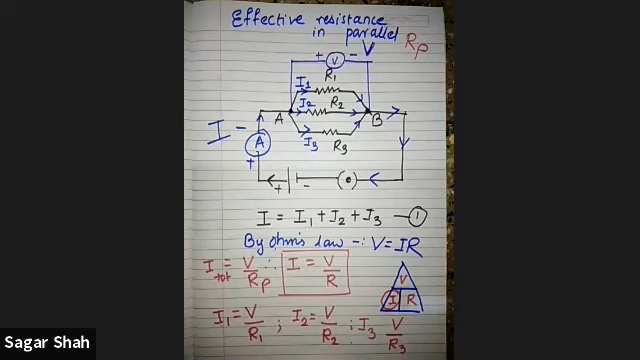 Effective resistance
in parallel
Rp
V
+ V -
R1
I1
I2
R2
A
B
I -
A
+
I3
R3
+ -
I = I1 + I2 + I3 — 1
By ohm's law -: V = IR
Itot = V/Rp ∴ I = V/R
V
I R
I1 = V/R1 ; I2 = V/R2 ; I3 V/R3
Sagar Shah